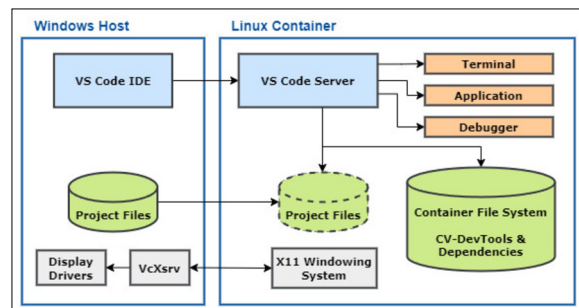 Windows Host
Linux Container
VS Code IDE
VS Code Server
Terminal
Application
Debugger
Project Files
Project Files
Container File System
CV-DevTools &
Dependencies
Display
Drivers
VcXsrv
X11 Windowing
System